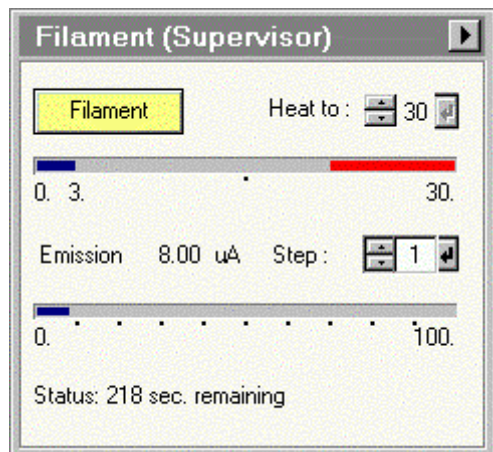 Filament (Supervisor)
Filament Heat to : 30
0. 3. 30.
Emission 8.00 uA Step : 1
0. 100.
Status: 218 sec. remaining